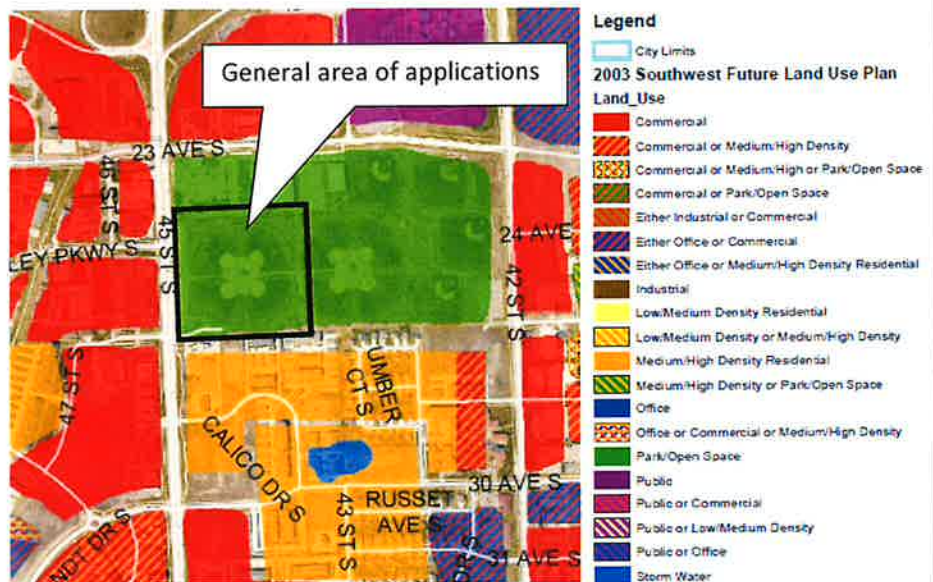 General area of applications
23 AVE S
45 ST S
45 ST S
LEY PKWY S
24 AVE
42 ST S
47 ST S
UMBER
CT S
CALICO DR S
30 AVE S
RUSSET
AVE S
43 ST S
31 AVE S
NDT DR S
DR S
Legend
City Limits
2003 Southwest Future Land Use Plan
Land_Use
Commercial
Commercial or Medium/High Density
Commercial or Medium/High or Park/Open Space
Commercial or Park/Open Space
Either Industrial or Commercial
Either Office or Commercial
Either Office or Medium/High Density Residential
Industrial
Low/Medium Density Residential
Low/Medium Density or Medium/High Density
Medium/High Density Residential
Medium/High Density or Park/Open Space
Office
Office or Commercial or Medium/High Density
Park/Open Space
Public
Public or Commercial
Public or Low/Medium Density
Public or Office
Storm Water